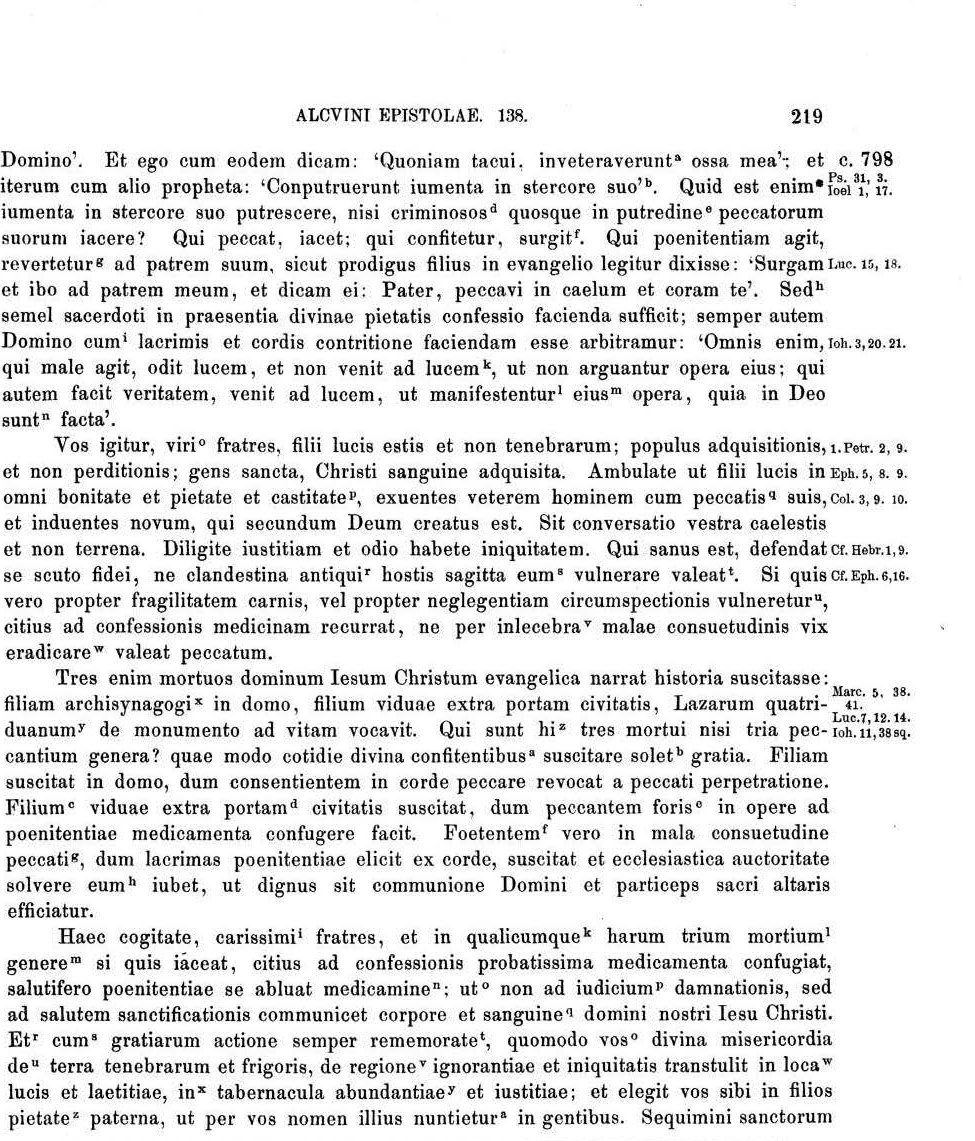 ALCVINI EPISTOLAE. 138. 219
Domino'. Et ego cum eodem dicam: 'Quoniam tacui, inveteraverunt^a ossa mea'; et c. 798
iterum cum alio propheta: 'Conputruerunt iumenta in stercore suo'^b. Quid est enim^• Ps. 31, 3. Ioel 1, 17.
iumenta in stercore suo putrescere, nisi criminosos^d quosque in putredine^e peccatorum
suorum iacere? Qui peccat, iacet; qui confitetur, surgit^f. Qui poenitentiam agit,
revertetur^g ad patrem suum, sicut prodigus filius in evangelio legitur dixisse: 'Surgam Luc. 15, 18.
et ibo ad patrem meum, et dicam ei: Pater, peccavi in caelum et coram te'. Sed^h
semel sacerdoti in praesentia divinae pietatis confessio facienda sufficit; semper autem
Domino cum^i lacrimis et cordis contritione faciendam esse arbitramur: 'Omnis enim, Ioh. 3, 20. 21.
qui male agit, odit lucem, et non venit ad lucem^k, ut non arguantur opera eius; qui
autem facit veritatem, venit ad lucem, ut manifestentur^l eius^m opera, quia in Deo
sunt^n facta'.
Vos igitur, viri^o fratres, filii lucis estis et non tenebrarum; populus adquisitionis, 1. Petr. 2, 9.
et non perditionis; gens sancta, Christi sanguine adquisita. Ambulate ut filii lucis in Eph. 5, 8. 9.
omni bonitate et pietate et castitate^p, exuentes veterem hominem cum peccatis^q suis, Col. 3, 9. 10.
et induentes novum, qui secundum Deum creatus est. Sit conversatio vestra caelestis
et non terrena. Diligite iustitiam et odio habete iniquitatem. Qui sanus est, defendat Cf. Hebr. 1, 9.
se scuto fidei, ne clandestina antiqui^r hostis sagitta eum^s vulnerare valeat^t. Si quis Cf. Eph. 6, 16.
vero propter fragilitatem carnis, vel propter neglegentiam circumspectionis vulneretur^u,
citius ad confessionis medicinam recurrat, ne per inlecebra^v malae consuetudinis vix
eradicare^w valeat peccatum.
Tres enim mortuos dominum Iesum Christum evangelica narrat historia suscitasse:
filiam archisynagogi^x in domo, filium viduae extra portam civitatis, Lazarum quatri- Marc. 5, 38. 41.
duanum^y de monumento ad vitam vocavit. Qui sunt hi^z tres mortui nisi tria pec- Luc. 7, 12. 14. Ioh. 11, 38 sq.
cantium genera? quae modo cotidie divina confitentibus^a suscitare solet^b gratia. Filiam
suscitat in domo, dum consentientem in corde peccare revocat a peccati perpetratione.
Filium^c viduae extra portam^d civitatis suscitat, dum peccantem foris^e in opere ad
poenitentiae medicamenta confugere facit. Foetentem^f vero in mala consuetudine
peccati^g, dum lacrimas poenitentiae elicit ex corde, suscitat et ecclesiastica auctoritate
solvere eum^h iubet, ut dignus sit communione Domini et particeps sacri altaris
efficiatur.
Haec cogitate, carissimi^i fratres, et in qualicumque^k harum trium mortium^l
genere^m si quis iaceat, citius ad confessionis probatissima medicamenta confugiat,
salutifero poenitentiae se abluat medicamine^n; ut^o non ad iudicium^p damnationis, sed
ad salutem sanctificationis communicet corpore et sanguine^q domini nostri Iesu Christi.
Et^r cum^s gratiarum actione semper rememorate^t, quomodo vos^o divina misericordia
de^u terra tenebrarum et frigoris, de regione^v ignorantiae et iniquitatis transtulit in loca^w
lucis et laetitiae, in^x tabernacula abundantiae^y et iustitiae; et elegit vos sibi in filios
pietate^z paterna, ut per vos nomen illius nuntietur^a in gentibus. Sequimini sanctorum